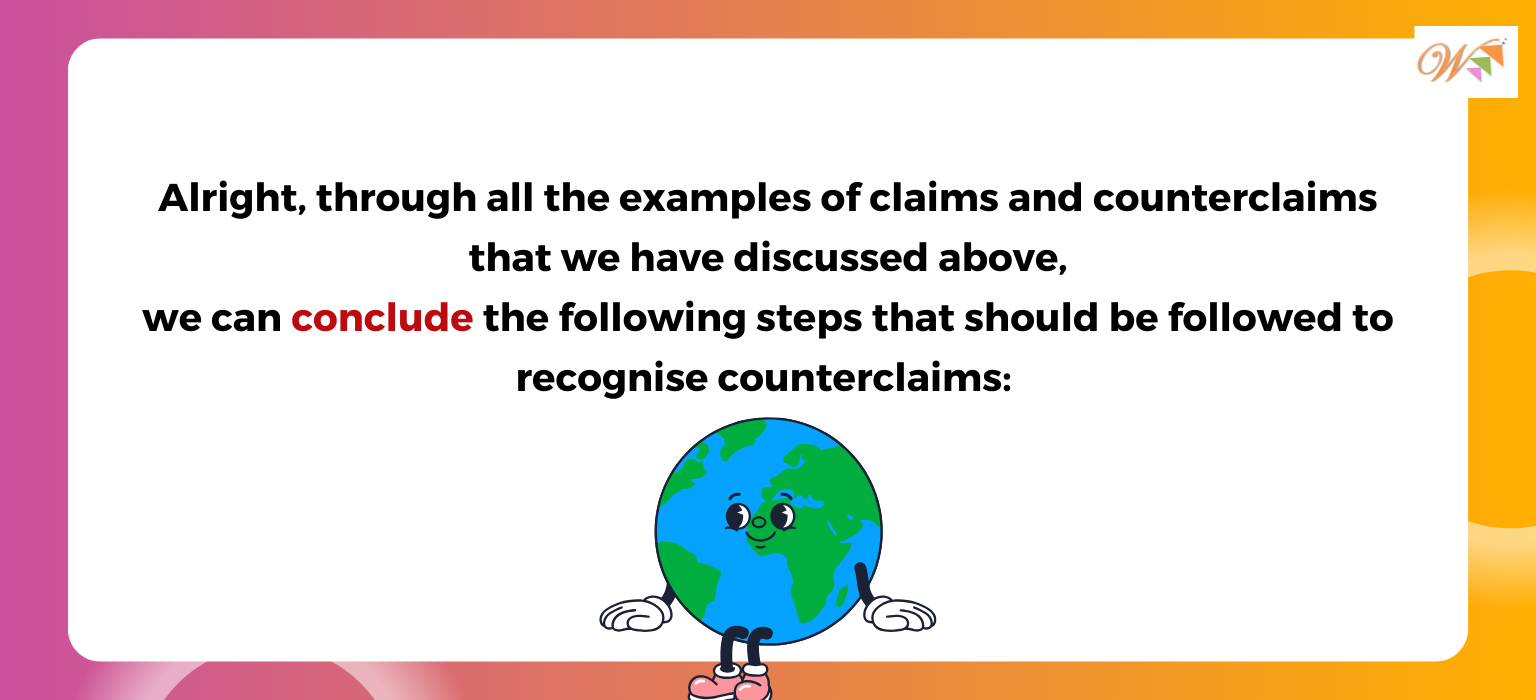 W
Alright, through all the examples of claims and counterclaims
that we have discussed above,
we can conclude the following steps that should be followed to
recognise counterclaims: